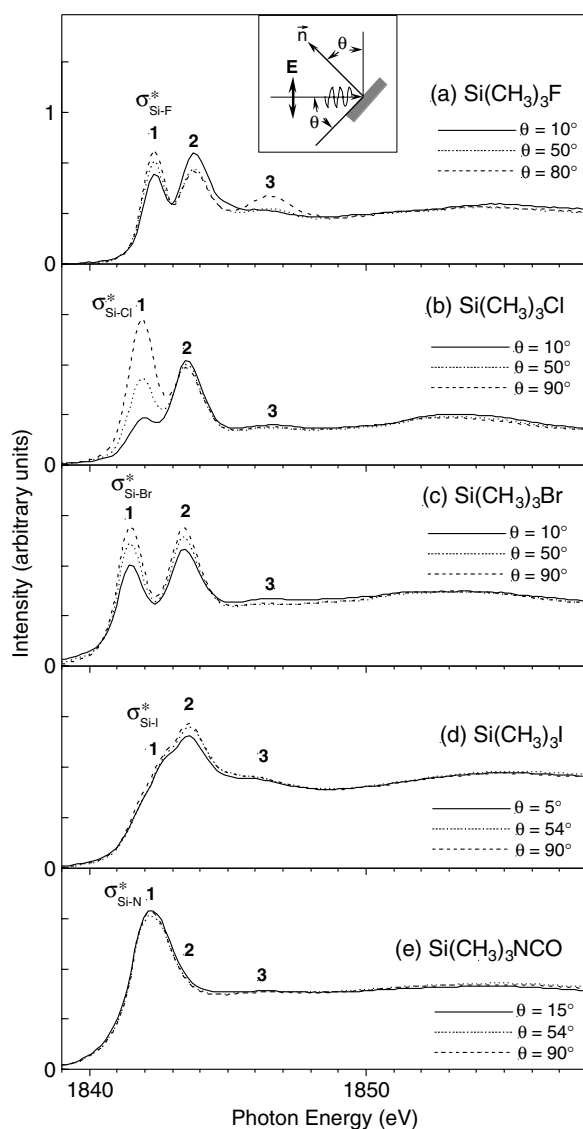 n⃗
θ
E
θ
(a) Si(CH₃)₃F
σ*Si-F
1
2
3
θ = 10°
θ = 50°
θ = 80°
1
0
(b) Si(CH₃)₃Cl
σ*Si-Cl
1
2
3
θ = 10°
θ = 50°
θ = 90°
0
(c) Si(CH₃)₃Br
σ*Si-Br
1
2
3
θ = 10°
θ = 50°
θ = 90°
0
(d) Si(CH₃)₃I
σ*Si-I
1
2
3
θ = 5°
θ = 54°
θ = 90°
0
(e) Si(CH₃)₃NCO
σ*Si-N
1
2
3
θ = 15°
θ = 54°
θ = 90°
0
1840
1850
Photon Energy (eV)
Intensity (arbitrary units)